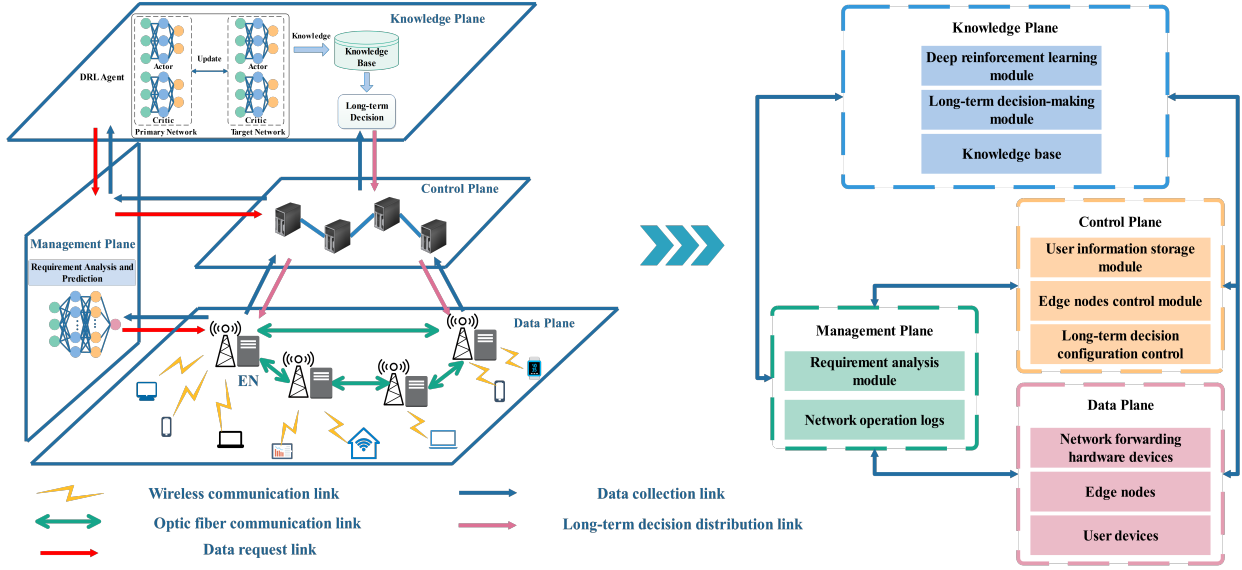 Knowledge Plane
DRL Agent
Actor
Actor
Update
Critic
Critic
Primary Network
Target Network
Knowledge
Knowledge
Base
Long-term
Decision
Control Plane
Management Plane
Requirement Analysis and
Prediction
Data Plane
EN
Wireless communication link
Optic fiber communication link
Data request link
Data collection link
Long-term decision distribution link
Knowledge Plane
Deep reinforcement learning
module
Long-term decision-making
module
Knowledge base
Control Plane
User information storage
module
Edge nodes control module
Long-term decision
configuration control
Management Plane
Requirement analysis
module
Network operation logs
Data Plane
Network forwarding
hardware devices
Edge nodes
User devices